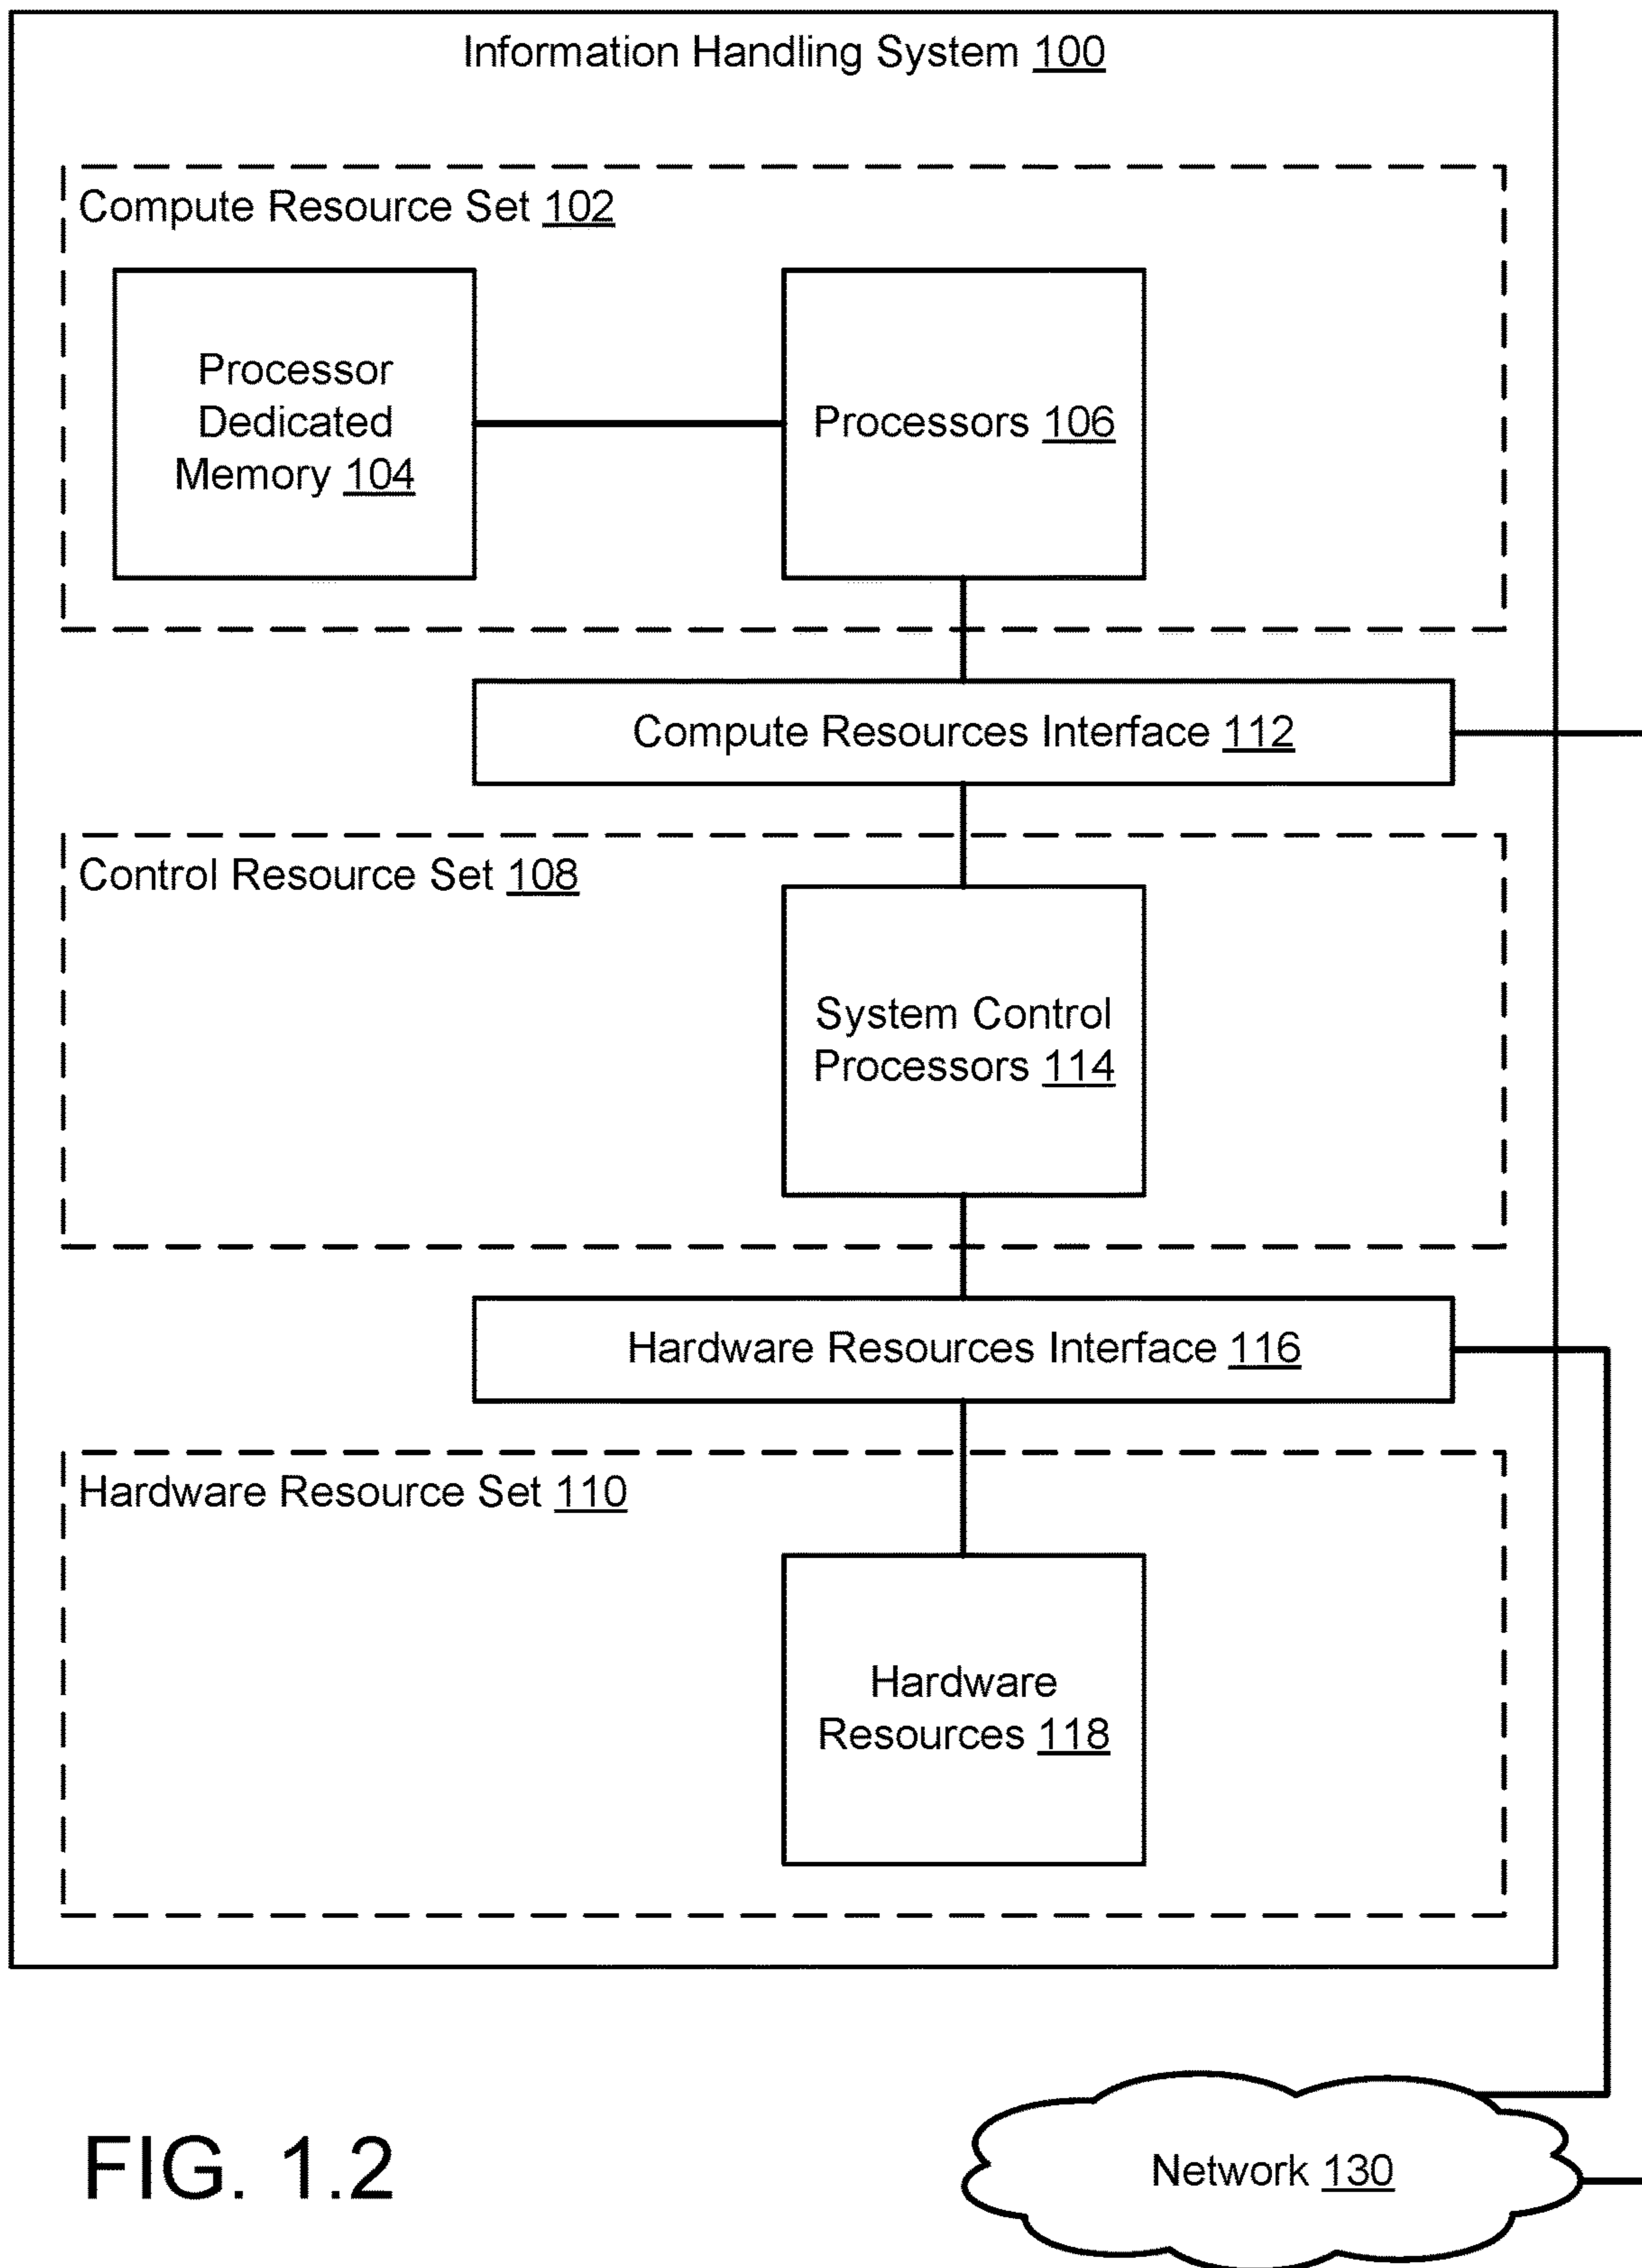 Information Handling System 100
Compute Resource Set 102
Processor
Dedicated
Memory 104
Processors 106
Compute Resources Interface 112
Control Resource Set 108
System Control
Processors 114
Hardware Resources Interface 116
Hardware Resource Set 110
Hardware
Resources 118
Network 130
FIG. 1.2